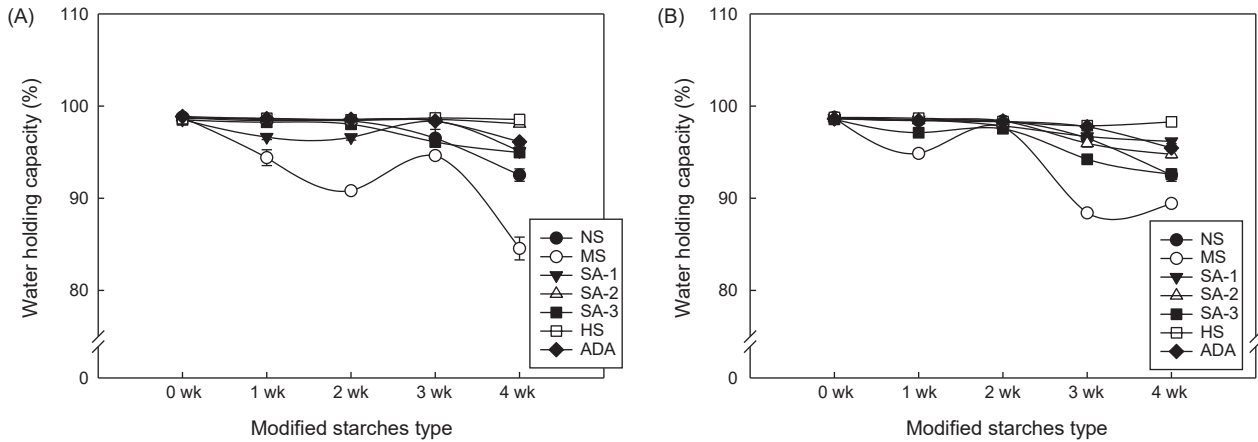 (A)
110
100
90
80
0
Water holding capacity (%)
0 wk 1 wk 2 wk 3 wk 4 wk
Modified starches type
NS
MS
SA-1
SA-2
SA-3
HS
ADA
(B)
110
100
90
80
0
Water holding capacity (%)
0 wk 1 wk 2 wk 3 wk 4 wk
Modified starches type
NS
MS
SA-1
SA-2
SA-3
HS
ADA